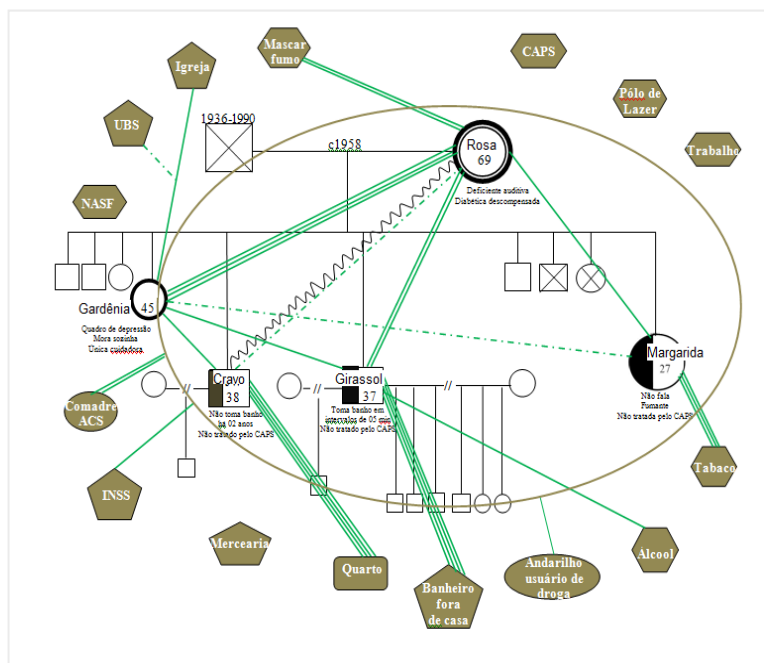 Mascar
fumo
CAPS
Igreja
Pólo de
Lazer
UBS
1936-1990
c1958
Rosa
69
Trabalho
Deficiente auditiva
Diabética descompensada
NASF
Gardênia
45
Quadro de depressão
Mora sozinha
Única cuidadora
Cravo
38
Não toma banho
há 02 anos
Não tratado pelo CAPS
Girassol
37
Toma banho em
intervalos de 05 min
Não tratado pelo CAPS
Margarida
27
Não fala
Fumante
Não tratada pelo CAPS
//
//
//
Comadre
ACS
Tabaco
INSS
Mercearia
Quarto
Banheiro
fora
de casa
Andarilho
usuário de
droga
Álcool